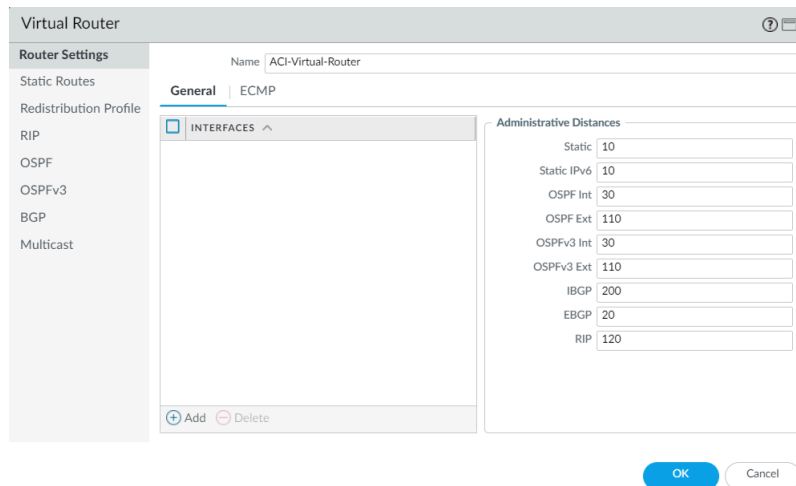 Virtual Router
Router Settings
Static Routes
Redistribution Profile
RIP
OSPF
OSPFv3
BGP
Multicast
Name ACI-Virtual-Router
General ECMP
INTERFACES
Add Delete
Administrative Distances
Static 10
Static IPv6 10
OSPF Int 30
OSPF Ext 110
OSPFv3 Int 30
OSPFv3 Ext 110
IBGP 200
EBGP 20
RIP 120
OK Cancel